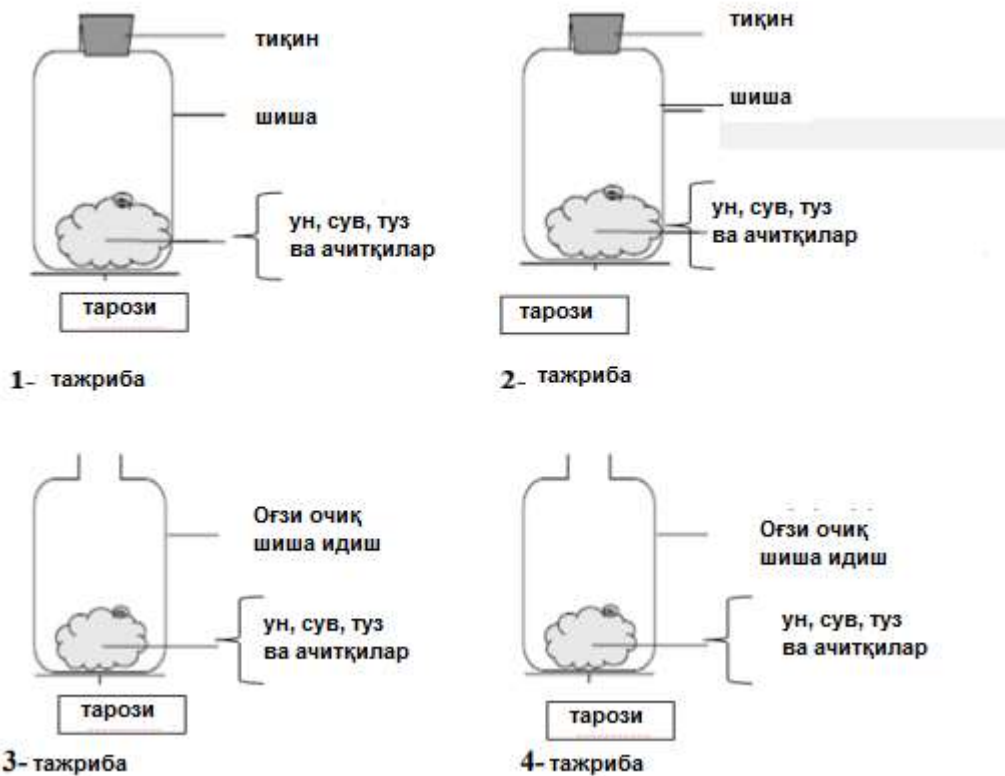 тиқин
шиша
ун, сув, туз
ва ачитқилар
тарози
1- тажриба
тиқин
шиша
ун, сув, туз
ва ачитқилар
тарози
2- тажриба
Оғзи очиқ
шиша идиш
ун, сув, туз
ва ачитқилар
тарози
3- тажриба
Оғзи очиқ
шиша идиш
ун, сув, туз
ва ачитқилар
тарози
4- тажриба